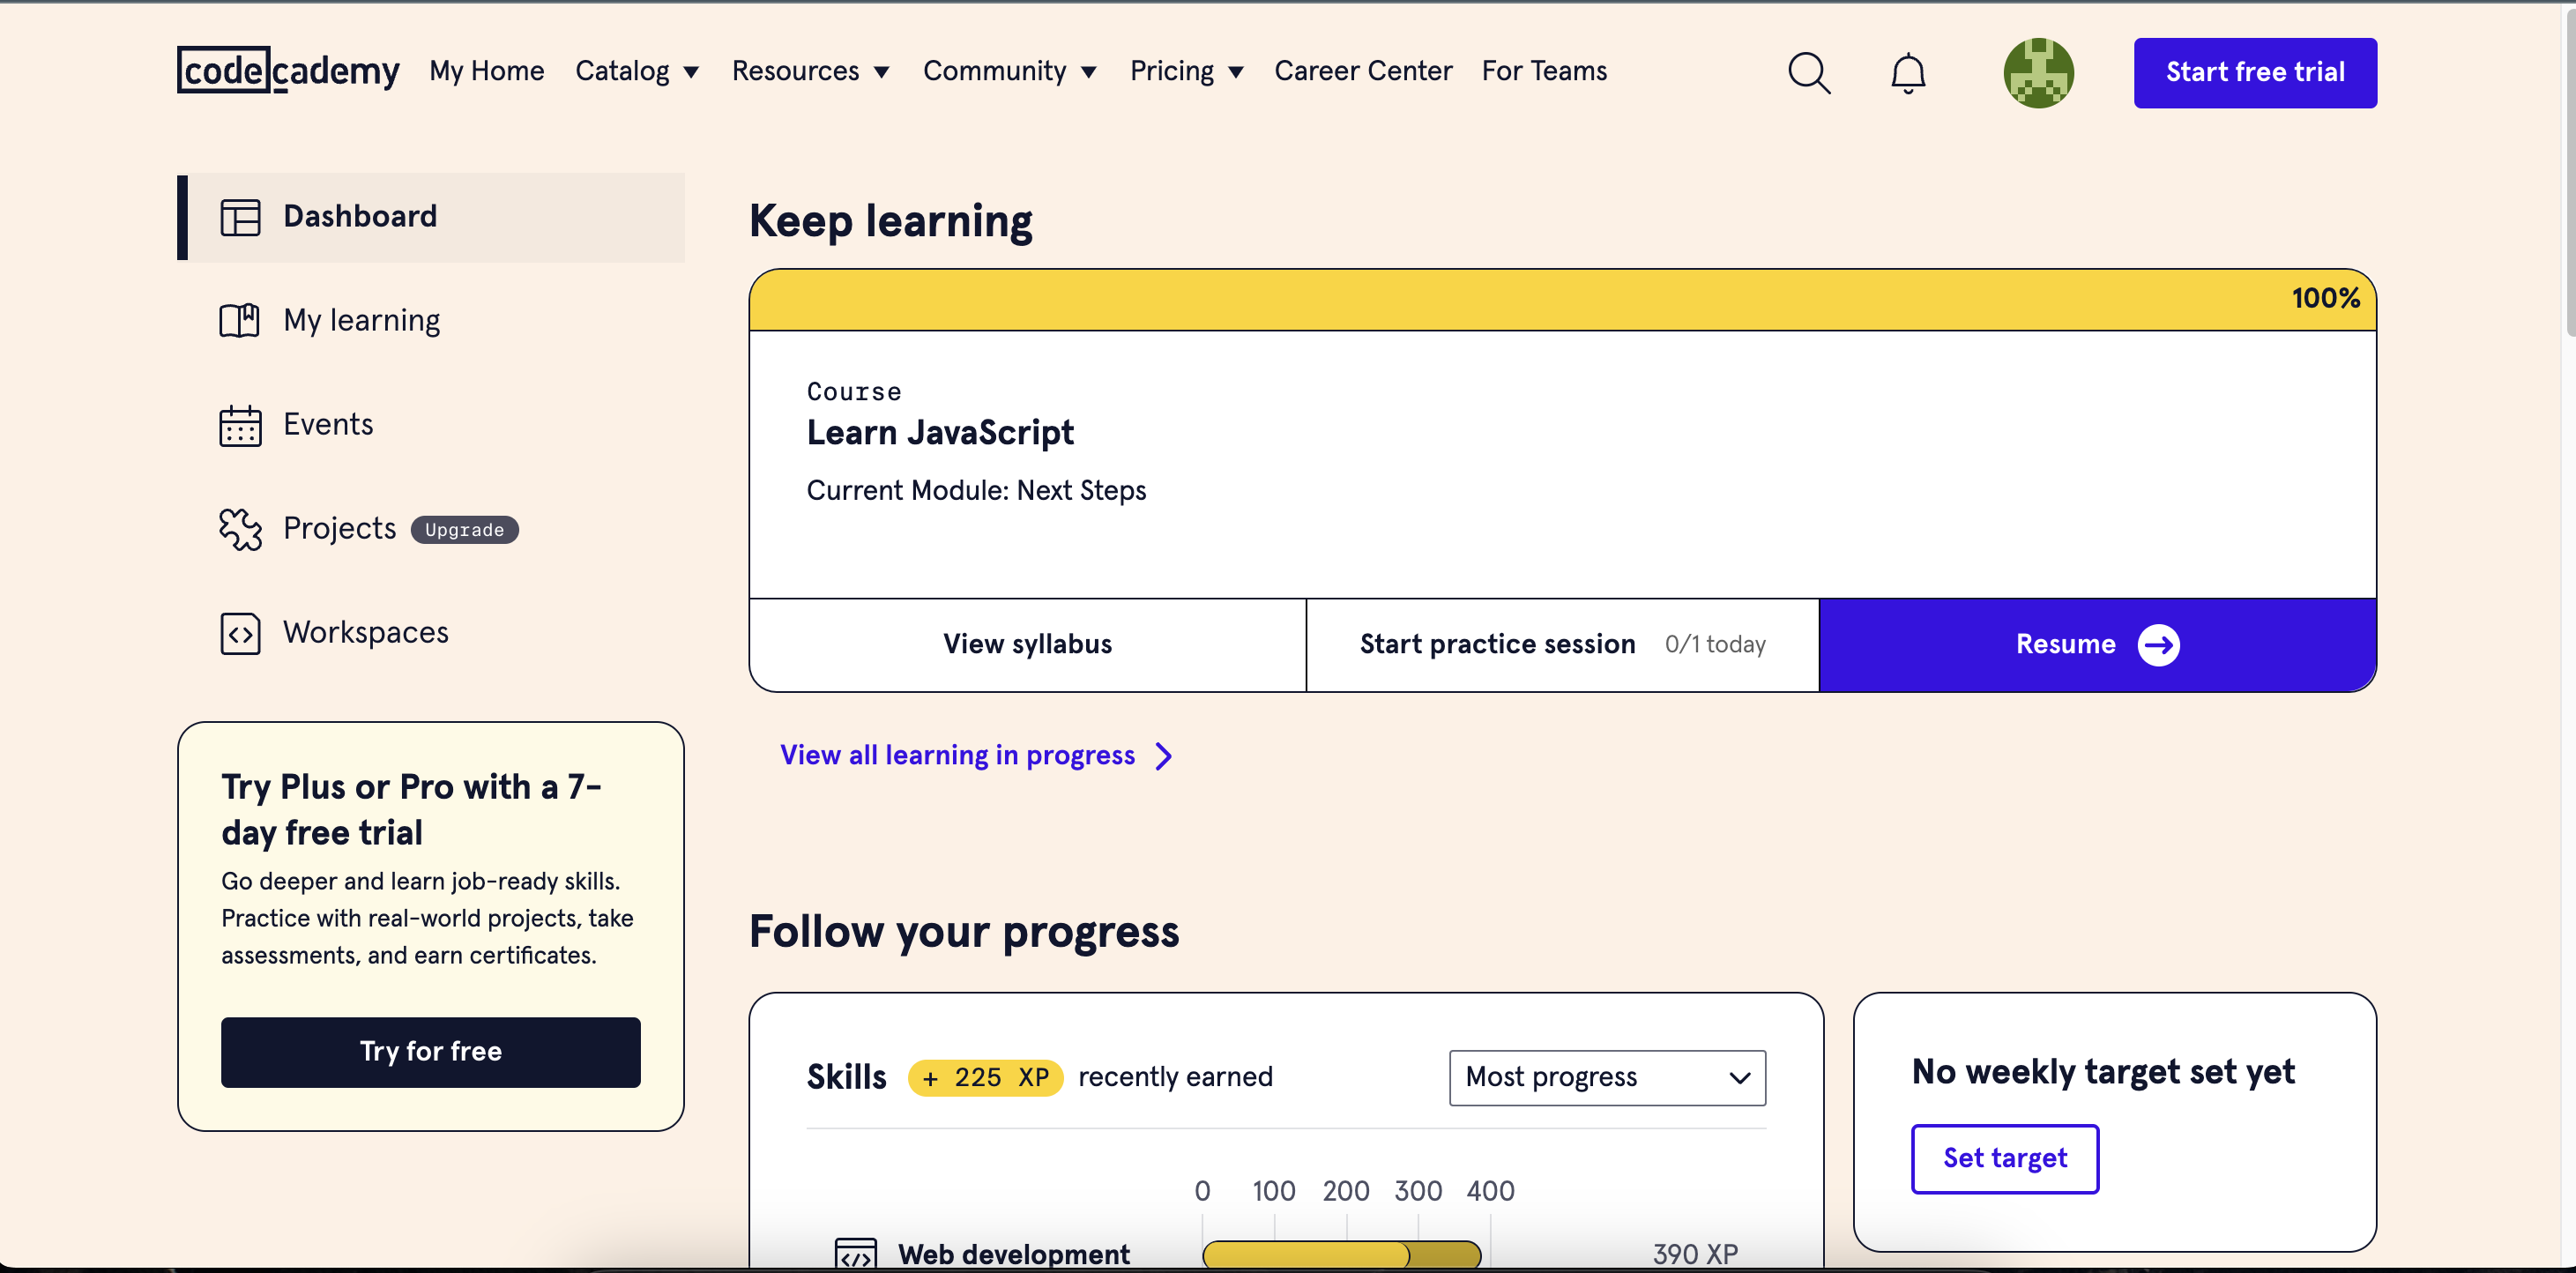 codecademy
My Home Catalog Resources Community Pricing Career Center For Teams
Start free trial
Dashboard
My learning
Events
Projects Upgrade
Workspaces
Try Plus or Pro with a 7-
day free trial
Go deeper and learn job-ready skills.
Practice with real-world projects, take
assessments, and earn certificates.
Try for free
Keep learning
100%
Course
Learn JavaScript
Current Module: Next Steps
View syllabus
Start practice session 0/1 today
Resume
View all learning in progress
Follow your progress
Skills + 225 XP recently earned
Most progress
0 100 200 300 400
Web development 390 XP
No weekly target set yet
Set target